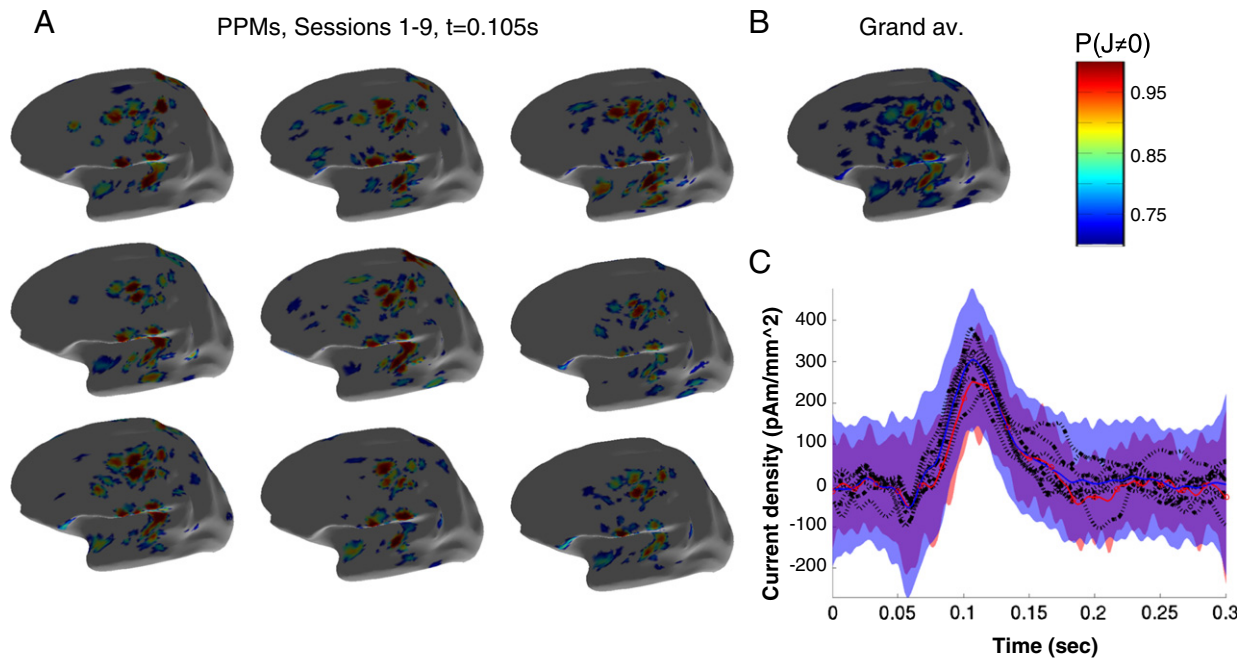 A
PPMs, Sessions 1-9, t=0.105s
B
Grand av.
P(J≠0)
0.95
0.85
0.75
C
Current density (pAm/mm^2)
400
300
200
100
0
-100
-200
0
0.05
0.1
0.15
0.2
0.25
0.3
Time (sec)